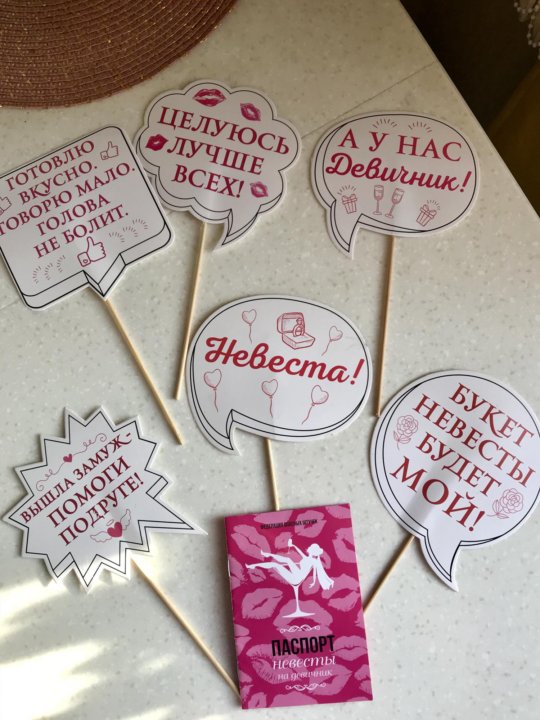 ЦЕЛУЮСЬ
ЛУЧШЕ
ВСЕХ!
А У НАС
Девичник!
ГОТОВЛЮ
ВКУСНО.
ГОВОРЮ МАЛО.
ГОЛОВА
НЕ БОЛИТ.
Невеста!
БУКЕТ
НЕВЕСТЫ
БУДЕТ
МОЙ!
ВЫШЛА ЗАМУЖ-
ПОМОГИ
ПОДРУГЕ!
ПАСПОРТ
невесты
на девичник